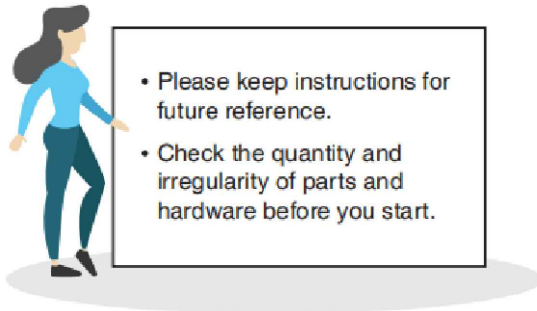 • Please keep instructions for
future reference.
• Check the quantity and
irregularity of parts and
hardware before you start.